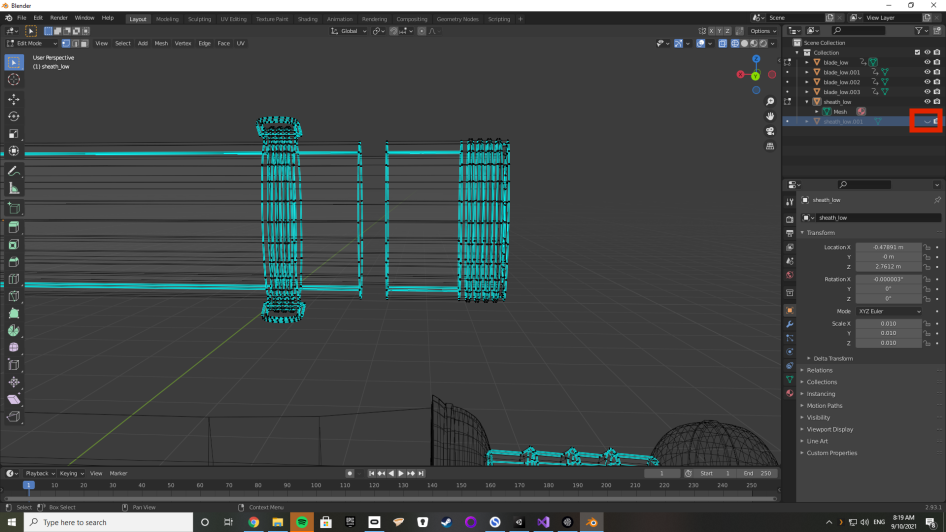 Blender
File Edit Render Window Help Layout Modeling Sculpting UV Editing Texture Paint Shading Animation Rendering Compositing Geometry Nodes Scripting + Scene View Layer
Global X Y Z Options
Edit Mode View Select Add Mesh Vertex Edge Face UV
User Perspective
(1) sheath_low
Z
X
Y
Scene Collection
Collection
blade_low
blade_low.001
blade_low.002
blade_low.003
sheath_low
Mesh
sheath_low.001
sheath_low
sheath_low
Transform
Location X -0.47891 m
Y -0 m
Z 2.7612 m
Rotation X -0.000003°
Y 0°
Z 0°
Mode XYZ Euler
Scale X 0.010
Y 0.010
Z 0.010
Delta Transform
Relations
Collections
Instancing
Motion Paths
Visibility
Viewport Display
Line Art
Custom Properties
Playback Keying View Marker 1 Start 1 End 250
1 10 20 30 40 50 60 70 80 90 100 110 120 130 140 150 160 170 180 190 200 210 220 230 240 250
Select Box Select Pan View Context Menu 2.93.1
Type here to search ENG 8:19 AM 9/10/2021